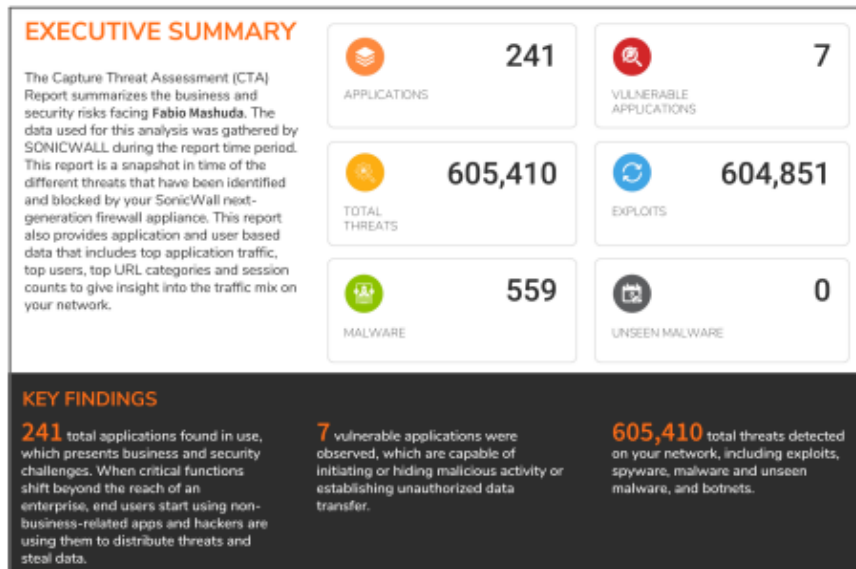 EXECUTIVE SUMMARY
The Capture Threat Assessment (CTA)
Report summarizes the business and
security risks facing Fabio Mashuda. The
data used for this analysis was gathered by
SONICWALL during the report time period.
This report is a snapshot in time of the
different threats that have been identified
and blocked by your SonicWall next-
generation firewall appliance. This report
also provides application and user based
data that includes top application traffic,
top users, top URL categories and session
counts to give insight into the traffic mix on
your network.
241
APPLICATIONS
7
VULNERABLE
APPLICATIONS
605,410
TOTAL
THREATS
604,851
EXPLOITS
559
MALWARE
0
UNSEEN MALWARE
KEY FINDINGS
241 total applications found in use,
which presents business and security
challenges. When critical functions
shift beyond the reach of an
enterprise, end users start using non-
business-related apps and hackers are
using them to distribute threats and
steal data.
7 vulnerable applications were
observed, which are capable of
initiating or hiding malicious activity or
establishing unauthorized data
transfer.
605,410 total threats detected
on your network, including exploits,
spyware, malware and unseen
malware, and botnets.